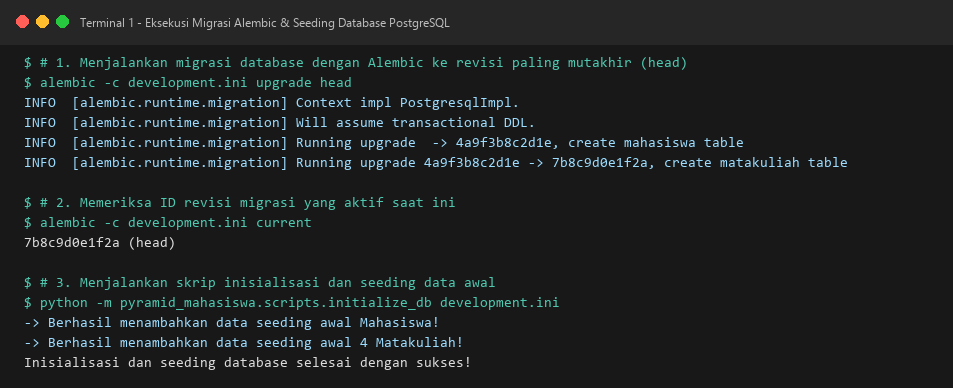 Terminal 1 - Eksekusi Migrasi Alembic & Seeding Database PostgreSQL
$ # 1. Menjalankan migrasi database dengan Alembic ke revisi paling mutakhir (head)
$ alembic -c development.ini upgrade head
INFO  [alembic.runtime.migration] Context impl PostgresqlImpl.
INFO  [alembic.runtime.migration] Will assume transactional DDL.
INFO  [alembic.runtime.migration] Running upgrade  -> 4a9f3b8c2d1e, create mahasiswa table
INFO  [alembic.runtime.migration] Running upgrade 4a9f3b8c2d1e -> 7b8c9d0e1f2a, create matakuliah table
$ # 2. Memeriksa ID revisi migrasi yang aktif saat ini
$ alembic -c development.ini current
7b8c9d0e1f2a (head)
$ # 3. Menjalankan skrip inisialisasi dan seeding data awal
$ python -m pyramid_mahasiswa.scripts.initialize_db development.ini
-> Berhasil menambahkan data seeding awal Mahasiswa!
-> Berhasil menambahkan data seeding awal 4 Matakuliah!
Inisialisasi dan seeding database selesai dengan sukses!